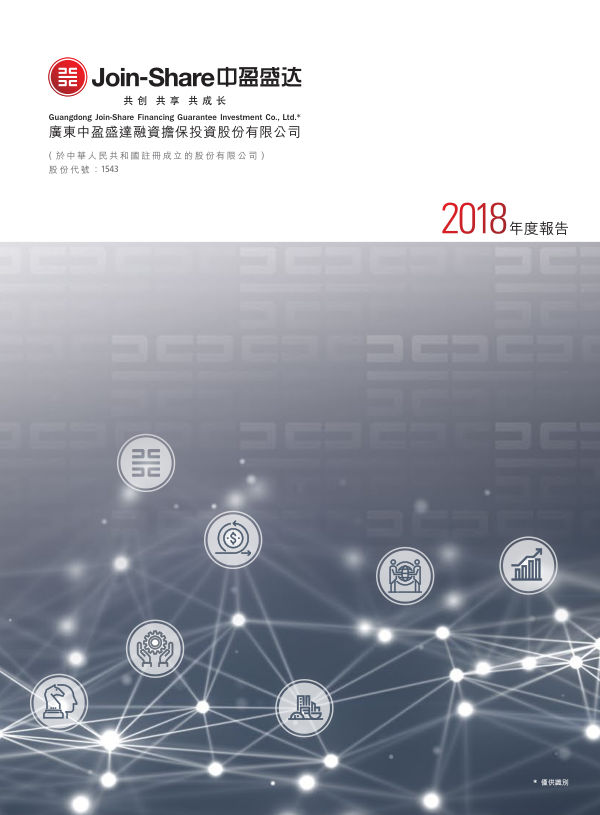 Join-Share中盈盛达
共创 共享 共成长
Guangdong Join-Share Financing Guarantee Investment Co., Ltd.*
廣東中盈盛達融資擔保投資股份有限公司
(於中華人民共和國註冊成立的股份有限公司)
股份代號：1543
2018年度報告
* 僅供識別